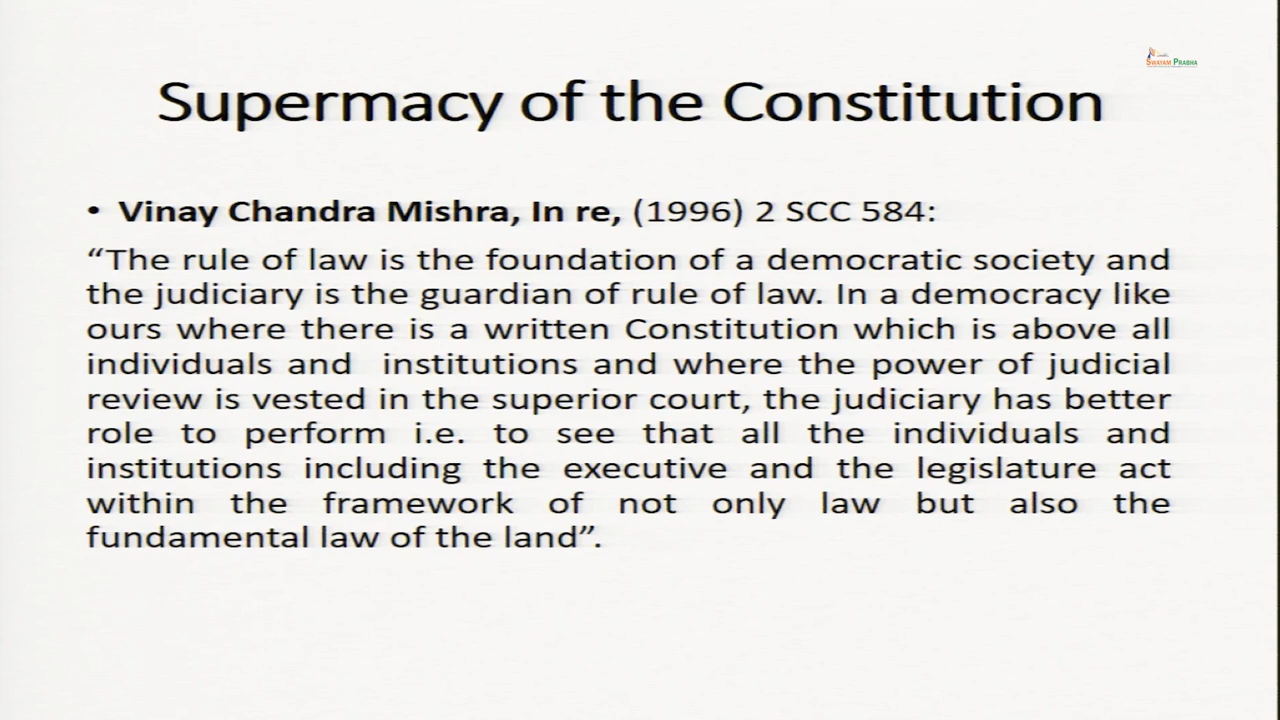 SWAYAM PRABHA
Supermacy of the Constitution
• Vinay Chandra Mishra, In re, (1996) 2 SCC 584:
“The rule of law is the foundation of a democratic society and
the judiciary is the guardian of rule of law. In a democracy like
ours where there is a written Constitution which is above all
individuals and institutions and where the power of judicial
review is vested in the superior court, the judiciary has better
role to perform i.e. to see that all the individuals and
institutions including the executive and the legislature act
within the framework of not only law but also the
fundamental law of the land”.